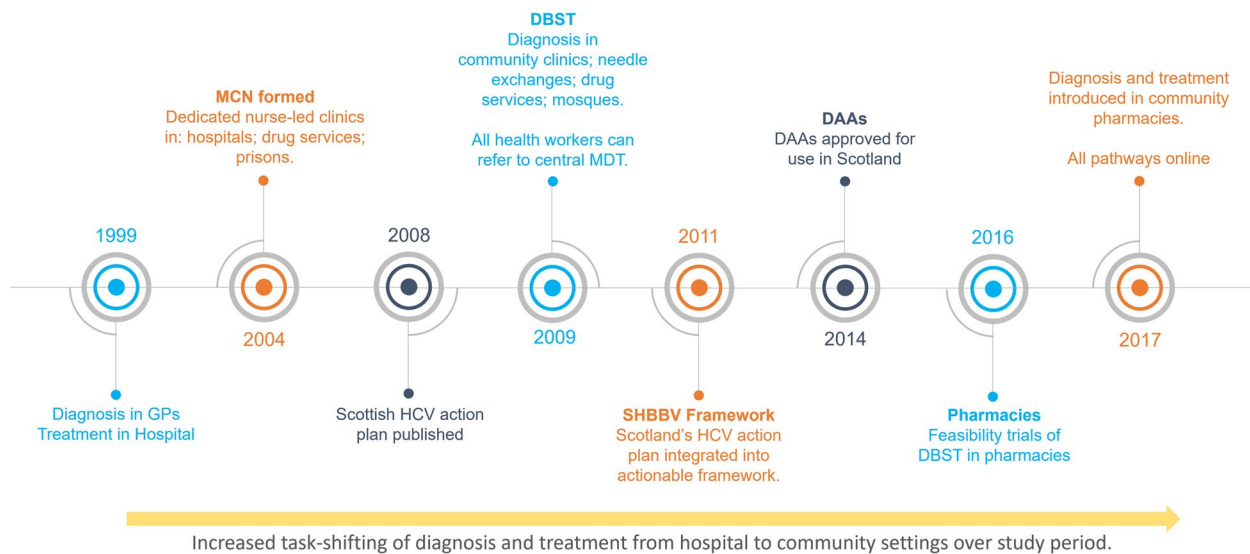 1999
Diagnosis in GPs
Treatment in Hospital
MCN formed
Dedicated nurse-led clinics
in: hospitals; drug services;
prisons.
2004
2008
Scottish HCV action
plan published
DBST
Diagnosis in
community clinics; needle
exchanges; drug
services; mosques.
All health workers can
refer to central MDT.
2009
2011
SHBBV Framework
Scotland’s HCV action
plan integrated into
actionable framework.
DAAs
DAAs approved for
use in Scotland
2014
2016
Pharmacies
Feasibility trials of
DBST in pharmacies
Diagnosis and treatment
introduced in community
pharmacies.
All pathways online
2017
Increased task-shifting of diagnosis and treatment from hospital to community settings over study period.